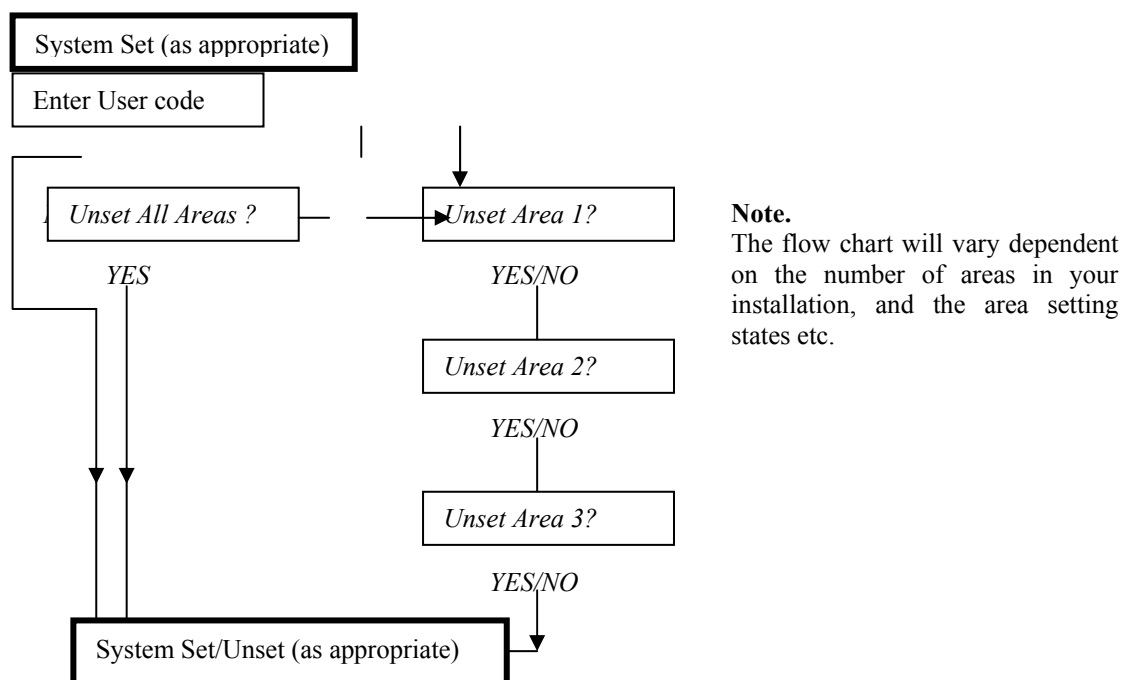 System Set (as appropriate)
Enter User code
Unset All Areas ?
Unset Area 1?
YES
YES/NO
Unset Area 2?
YES/NO
Unset Area 3?
YES/NO
System Set/Unset (as appropriate)
Note.
The flow chart will vary dependent
on the number of areas in your
installation, and the area setting
states etc.